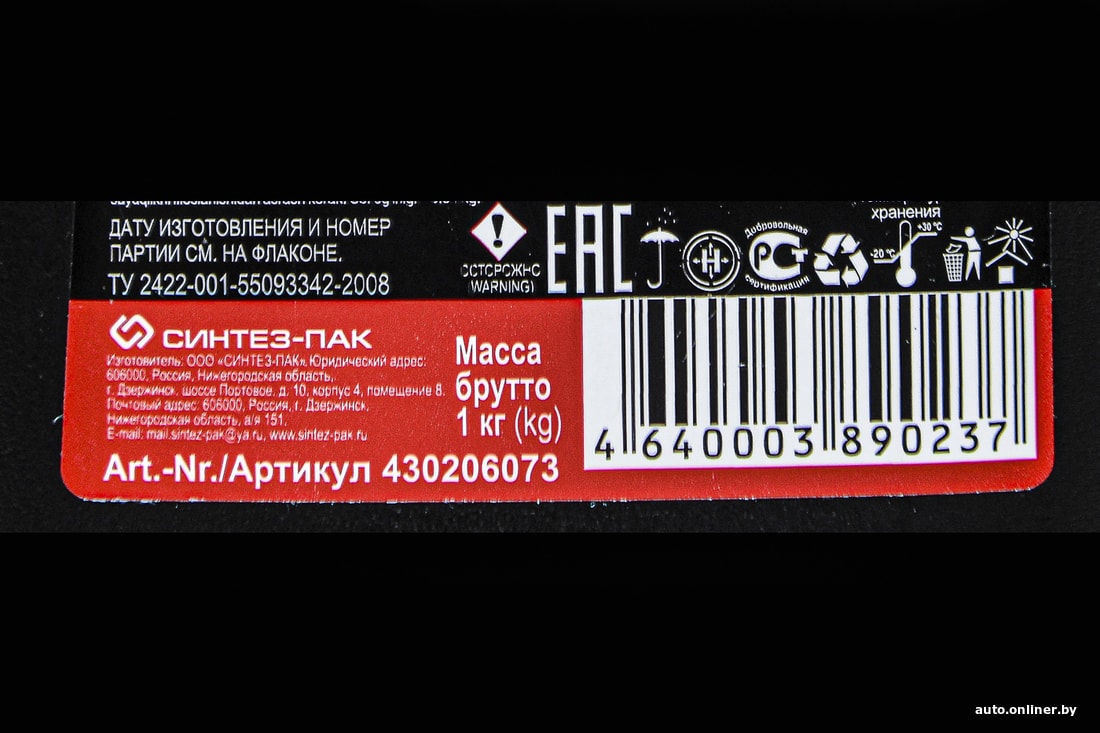 ДАТУ ИЗГОТОВЛЕНИЯ И НОМЕР
ПАРТИИ СМ. НА ФЛАКОНЕ.
ТУ 2422-001-55093342-2008
ОСТОРОЖНО
(WARNING)
EAC
Добровольная
РСТ
сертификация
хранения
+30 °C
-20 °C
СИНТЕЗ-ПАК
Изготовитель: ООО «СИНТЕЗ-ПАК». Юридический адрес:
606000, Россия, Нижегородская область,
г. Дзержинск, шоссе Портовое, д. 10, корпус 4, помещение 8.
Почтовый адрес: 606000, Россия, г. Дзержинск,
Нижегородская область, а/я 151.
E-mail: mail.sintez-pak@ya.ru, www.sintez-pak.ru
Масса
брутто
1 кг (kg)
Art.-Nr./Артикул 430206073
4 640003 890237
auto.onliner.by